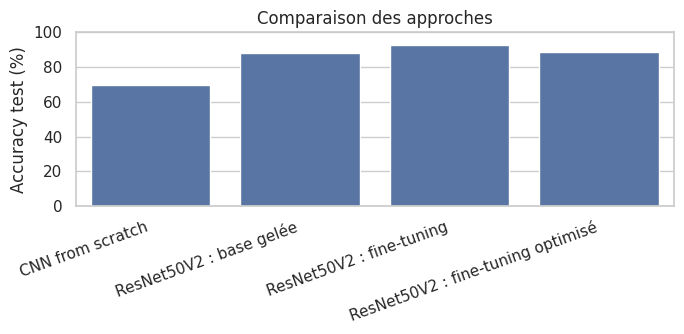 Comparaison des approches
Accuracy test (%)
100
80
60
40
20
0
CNN from scratch
ResNet50V2 : base gelée
ResNet50V2 : fine-tuning
ResNet50V2 : fine-tuning optimisé